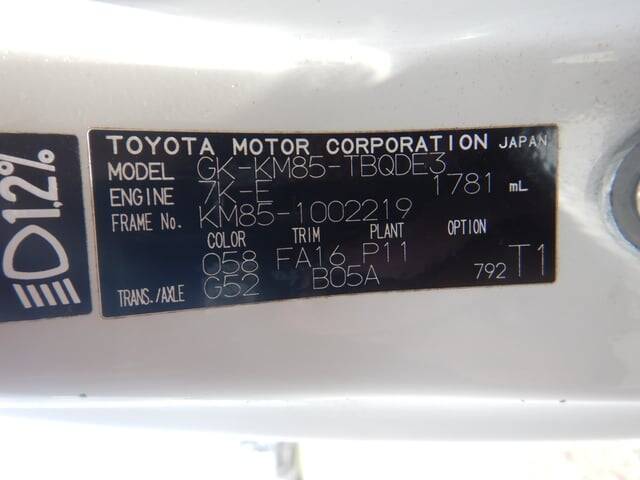 1.2%
TOYOTA MOTOR CORPORATION JAPAN
MODEL GK-KM85-TBQDE3
ENGINE 7K-E 1781 mL
FRAME No. KM85-1002219
COLOR TRIM PLANT OPTION
058 FA16 P11
TRANS./AXLE G52 B05A 792 T1